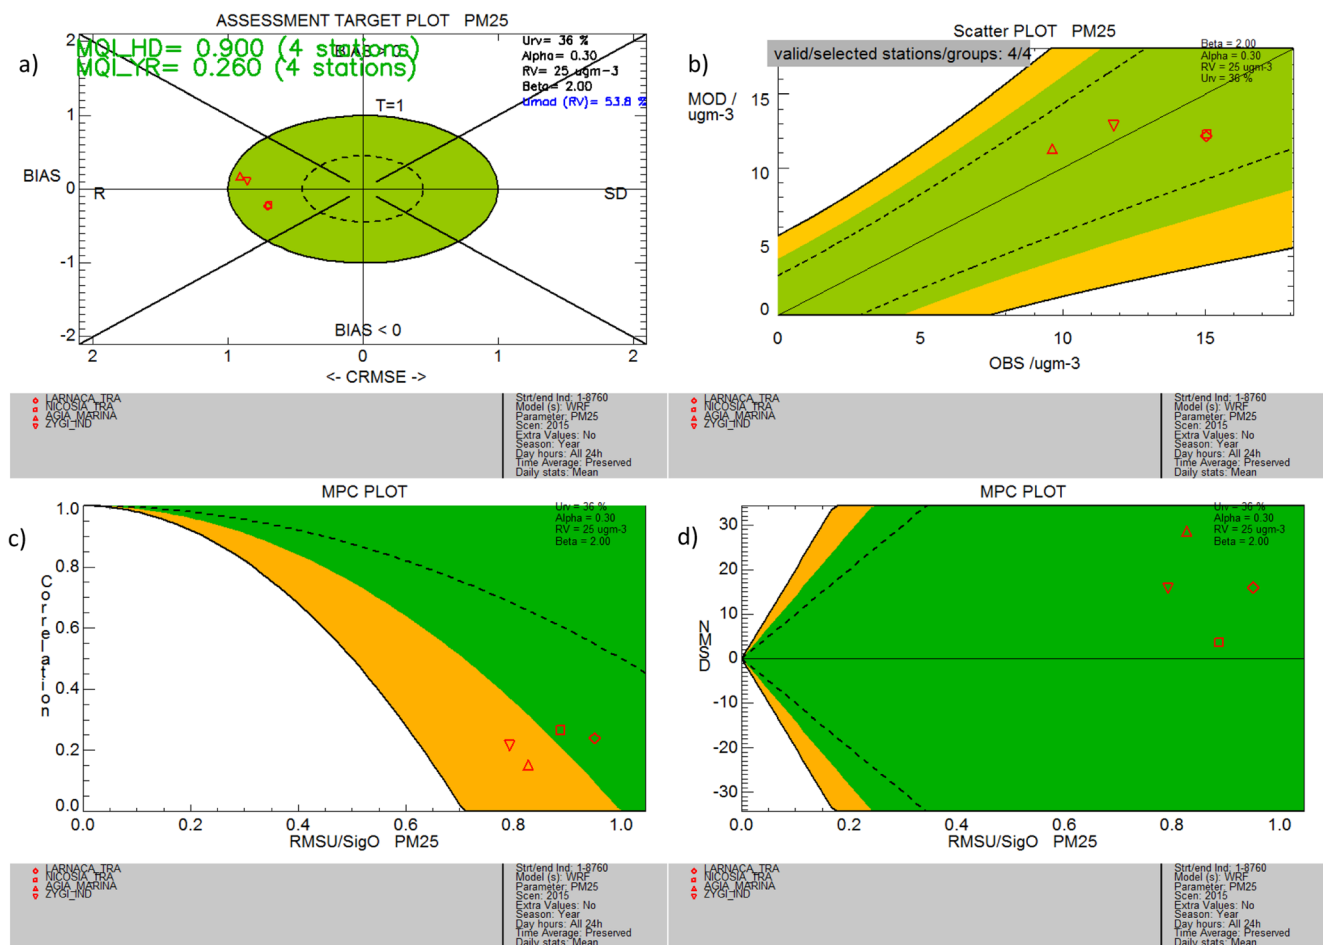 a)
ASSESSMENT TARGET PLOT PM25
MQI_HD= 0.900 (4 stations)
MQI_YR= 0.260 (4 stations)
BIAS > 0
Urv= 36 %
Alpha= 0.30
RV= 25 ugm-3
Beta= 2.00
Umod (RV)= 53.8 %
T=1
2
1
0
-1
-2
BIAS
R
SD
BIAS < 0
2 1 0 1 2
<- CRMSE ->
b)
Scatter PLOT PM25
valid/selected stations/groups: 4/4
Beta = 2.00
Alpha = 0.30
RV = 25 ugm-3
Urv = 36 %
MOD /
ugm-3
15
10
5
0
0 5 10 15
OBS /ugm-3
LARNACA_TRA
NICOSIA_TRA
AGIA_MARINA
ZYGI_IND
Strt/end Ind: 1-8760
Model (s): WRF
Parameter: PM25
Scen: 2015
Extra Values: No
Season: Year
Day hours: All 24h
Time Average: Preserved
Daily stats: Mean
LARNACA_TRA
NICOSIA_TRA
AGIA_MARINA
ZYGI_IND
Strt/end Ind: 1-8760
Model (s): WRF
Parameter: PM25
Scen: 2015
Extra Values: No
Season: Year
Day hours: All 24h
Time Average: Preserved
Daily stats: Mean
c)
MPC PLOT
Urv = 36 %
Alpha = 0.30
RV = 25 ugm-3
Beta = 2.00
1.0
0.8
0.6
0.4
0.2
0.0
Correlation
0.0 0.2 0.4 0.6 0.8 1.0
RMSU/SigO PM25
d)
MPC PLOT
Urv = 36 %
Alpha = 0.30
RV = 25 ugm-3
Beta = 2.00
30
20
10
0
-10
-20
-30
NMSD
0.0 0.2 0.4 0.6 0.8 1.0
RMSU/SigO PM25
LARNACA_TRA
NICOSIA_TRA
AGIA_MARINA
ZYGI_IND
Strt/end Ind: 1-8760
Model (s): WRF
Parameter: PM25
Scen: 2015
Extra Values: No
Season: Year
Day hours: All 24h
Time Average: Preserved
Daily stats: Mean
LARNACA_TRA
NICOSIA_TRA
AGIA_MARINA
ZYGI_IND
Strt/end Ind: 1-8760
Model (s): WRF
Parameter: PM25
Scen: 2015
Extra Values: No
Season: Year
Day hours: All 24h
Time Average: Preserved
Daily stats: Mean